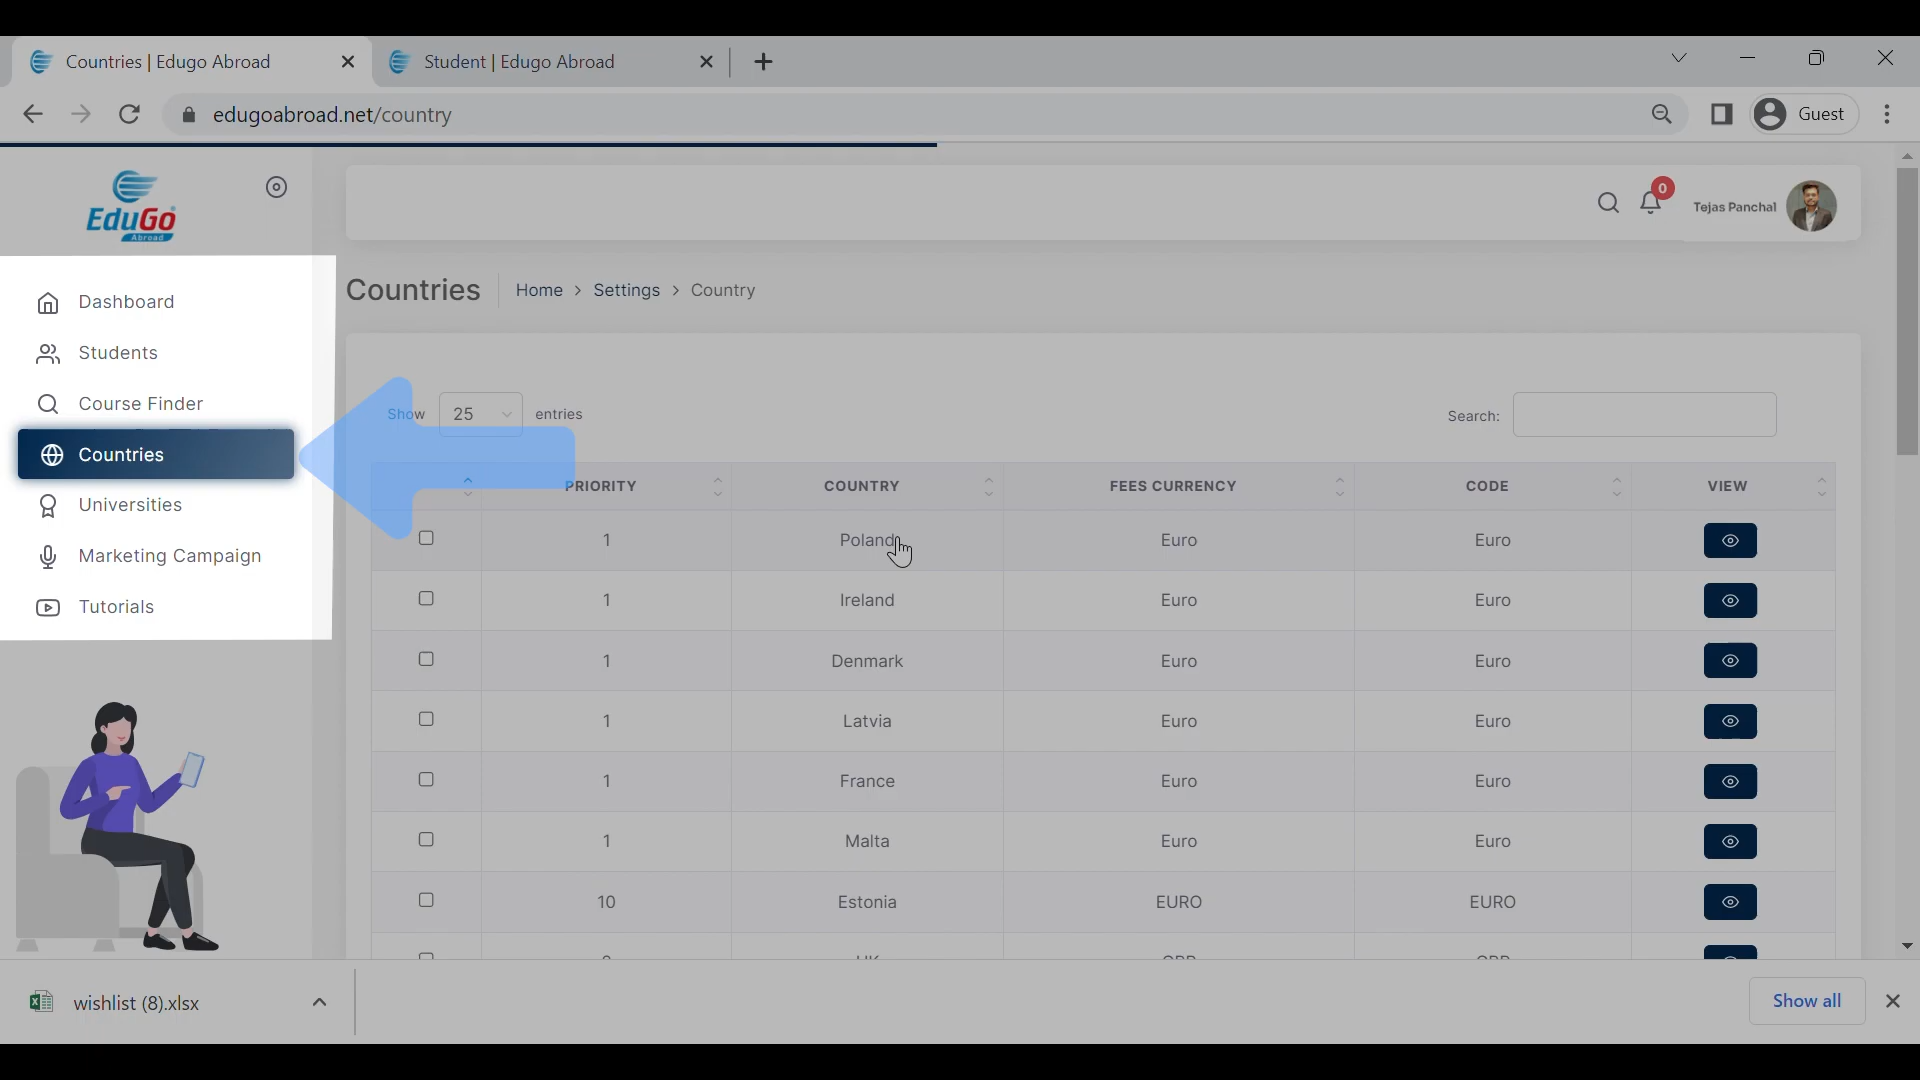 Countries | Edugo Abroad
Student | Edugo Abroad
edugoabroad.net/country
Guest
EduGo
Abroad
0
Tejas Panchal
Dashboard
Students
Course Finder
Countries
Universities
Marketing Campaign
Tutorials
Countries
Home > Settings > Country
Show 25 entries
Search:
PRIORITY COUNTRY FEES CURRENCY CODE VIEW
1 Poland Euro Euro
1 Ireland Euro Euro
1 Denmark Euro Euro
1 Latvia Euro Euro
1 France Euro Euro
1 Malta Euro Euro
10 Estonia EURO EURO
wishlist (8).xlsx
Show all